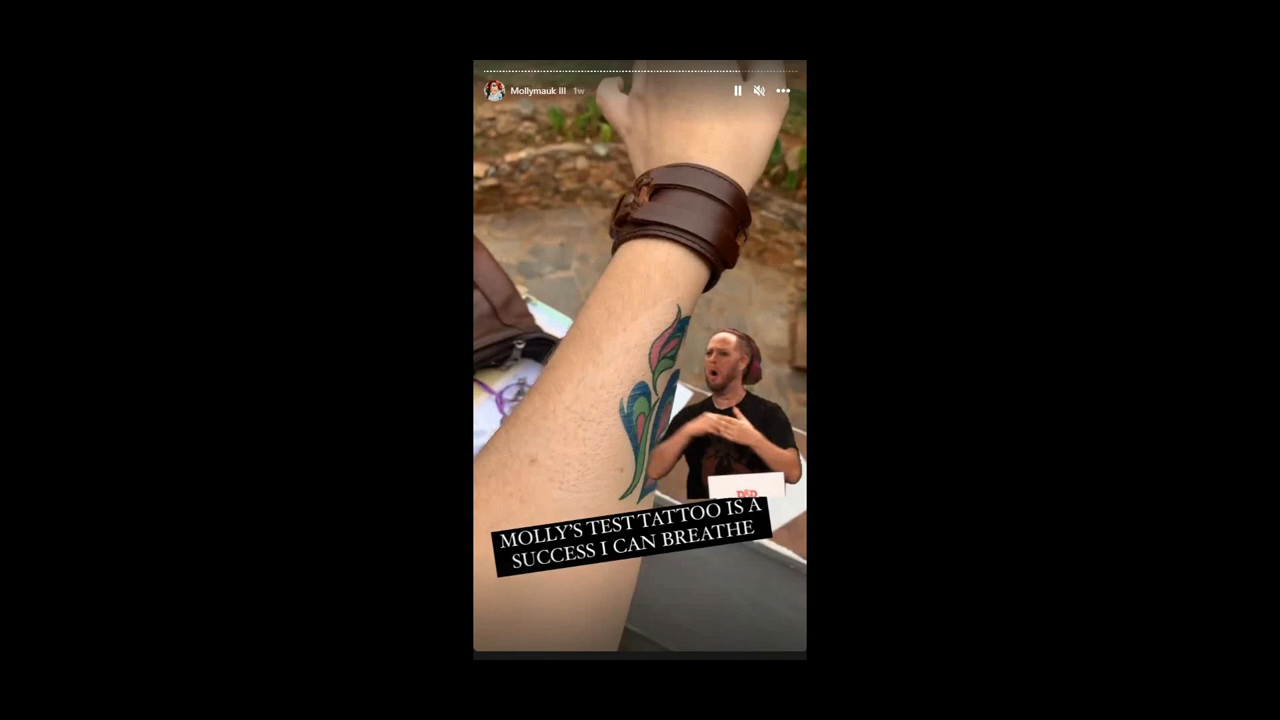 Mollymauk III 1w
D&D
MOLLY'S TEST TATTOO IS A
SUCCESS I CAN BREATHE